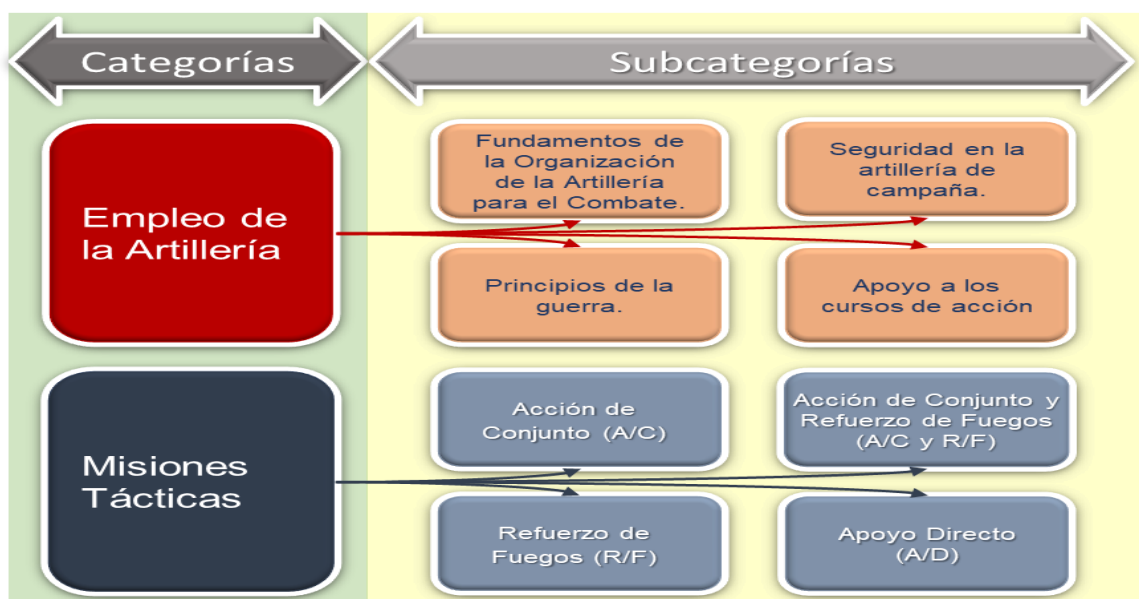 Categorías
Subcategorías
Empleo de
la Artillería
Fundamentos de
la Organización
de la Artillería
para el Combate.
Seguridad en la
artillería de
campaña.
Principios de la
guerra.
Apoyo a los
cursos de acción
Misiones
Tácticas
Acción de
Conjunto (A/C)
Acción de Conjunto y
Refuerzo de Fuegos
(A/C y R/F)
Refuerzo de
Fuegos (R/F)
Apoyo Directo
(A/D)